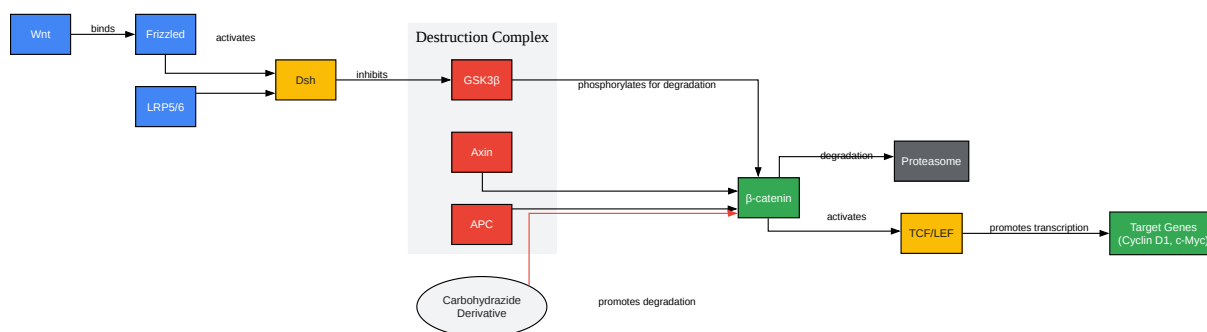 Wnt
binds
Frizzled
activates
LRP5/6
Dsh
inhibits
Destruction Complex
GSK3β
phosphorylates for degradation
Axin
APC
β-catenin
degradation
Proteasome
activates
TCF/LEF
promotes transcription
Target Genes
(Cyclin D1, c-Myc)
Carbohydrazide
Derivative
promotes degradation